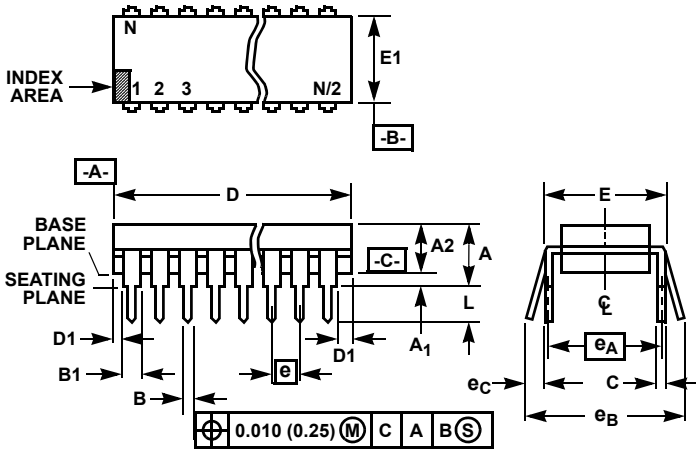 N
E1
INDEX
AREA
1 2 3 N/2
-B-
-A-
D
E
BASE
PLANE
A2
A
-C-
SEATING
PLANE
L
C
L
D1
A1
D1
eA
B1
e
eC
C
B
eB
0.010 (0.25) M C A B S